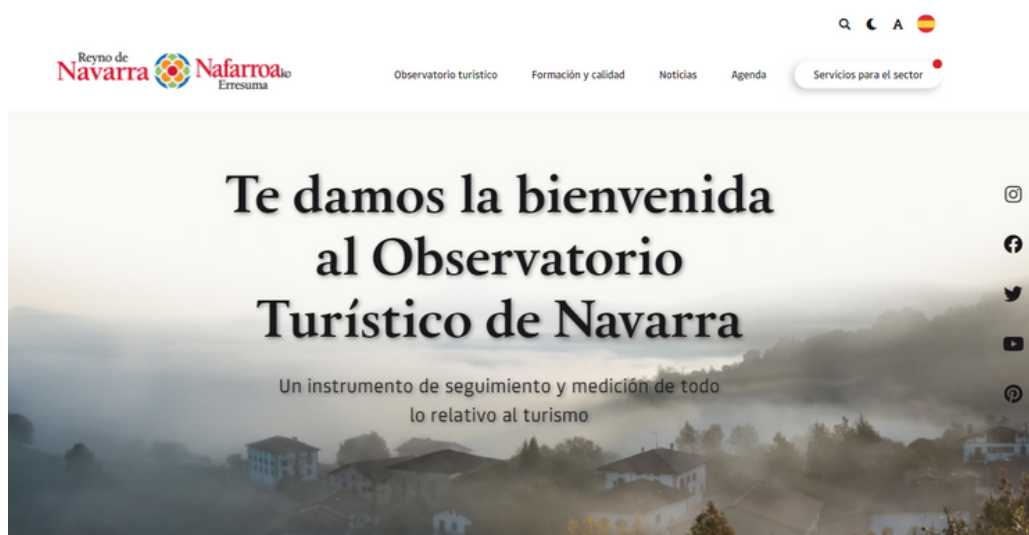 A
Reyno de
Navarra
Nafarroako
Erresuma
Observatorio turístico
Formación y calidad
Noticias
Agenda
Servicios para el sector
Te damos la bienvenida
al Observatorio
Turístico de Navarra
Un instrumento de seguimiento y medición de todo
lo relativo al turismo